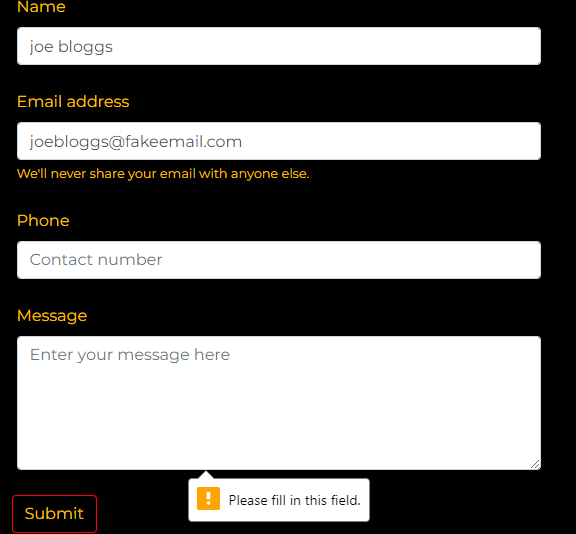 Name
joe bloggs
Email address
joebloggs@fakeemail.com
We'll never share your email with anyone else.
Phone
Contact number
Message
Enter your message here
Please fill in this field.
Submit